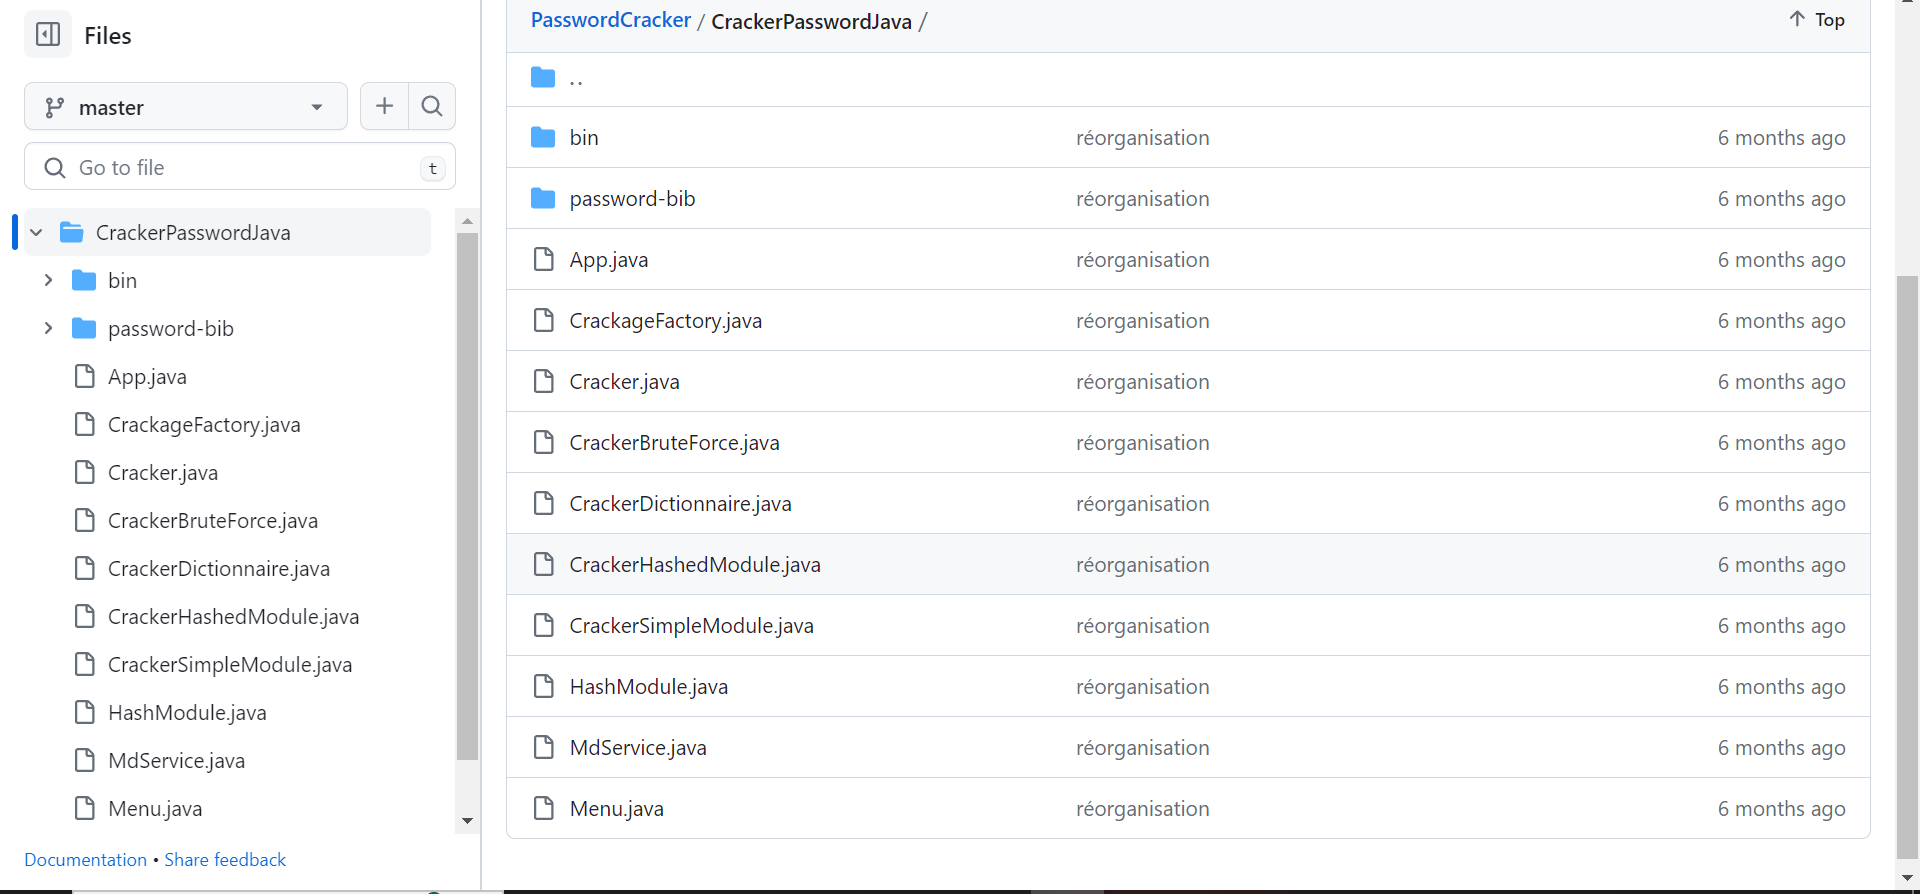 Files
master
Go to file
t
CrackerPasswordJava
bin
password-bib
App.java
CrackageFactory.java
Cracker.java
CrackerBruteForce.java
CrackerDictionnaire.java
CrackerHashedModule.java
CrackerSimpleModule.java
HashModule.java
MdService.java
Menu.java
Documentation • Share feedback
PasswordCracker / CrackerPasswordJava / Top
..
bin réorganisation 6 months ago
password-bib réorganisation 6 months ago
App.java réorganisation 6 months ago
CrackageFactory.java réorganisation 6 months ago
Cracker.java réorganisation 6 months ago
CrackerBruteForce.java réorganisation 6 months ago
CrackerDictionnaire.java réorganisation 6 months ago
CrackerHashedModule.java réorganisation 6 months ago
CrackerSimpleModule.java réorganisation 6 months ago
HashModule.java réorganisation 6 months ago
MdService.java réorganisation 6 months ago
Menu.java réorganisation 6 months ago